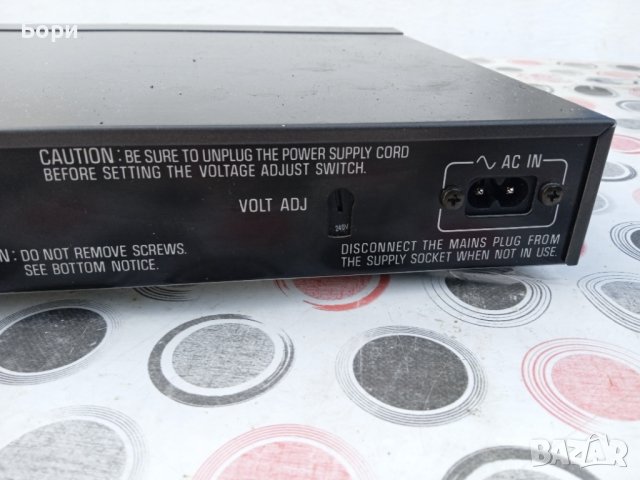 Бори
CAUTION : BE SURE TO UNPLUG THE POWER SUPPLY CORD
BEFORE SETTING THE VOLTAGE ADJUST SWITCH.
∿ AC IN
VOLT ADJ
240V
N : DO NOT REMOVE SCREWS.
SEE BOTTOM NOTICE.
DISCONNECT THE MAINS PLUG FROM
THE SUPPLY SOCKET WHEN NOT IN USE.
BAZAR